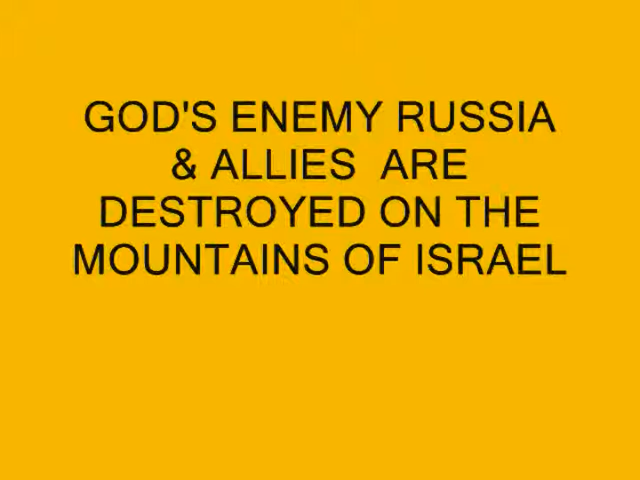 GOD'S ENEMY RUSSIA
& ALLIES  ARE
DESTROYED ON THE
MOUNTAINS OF ISRAEL